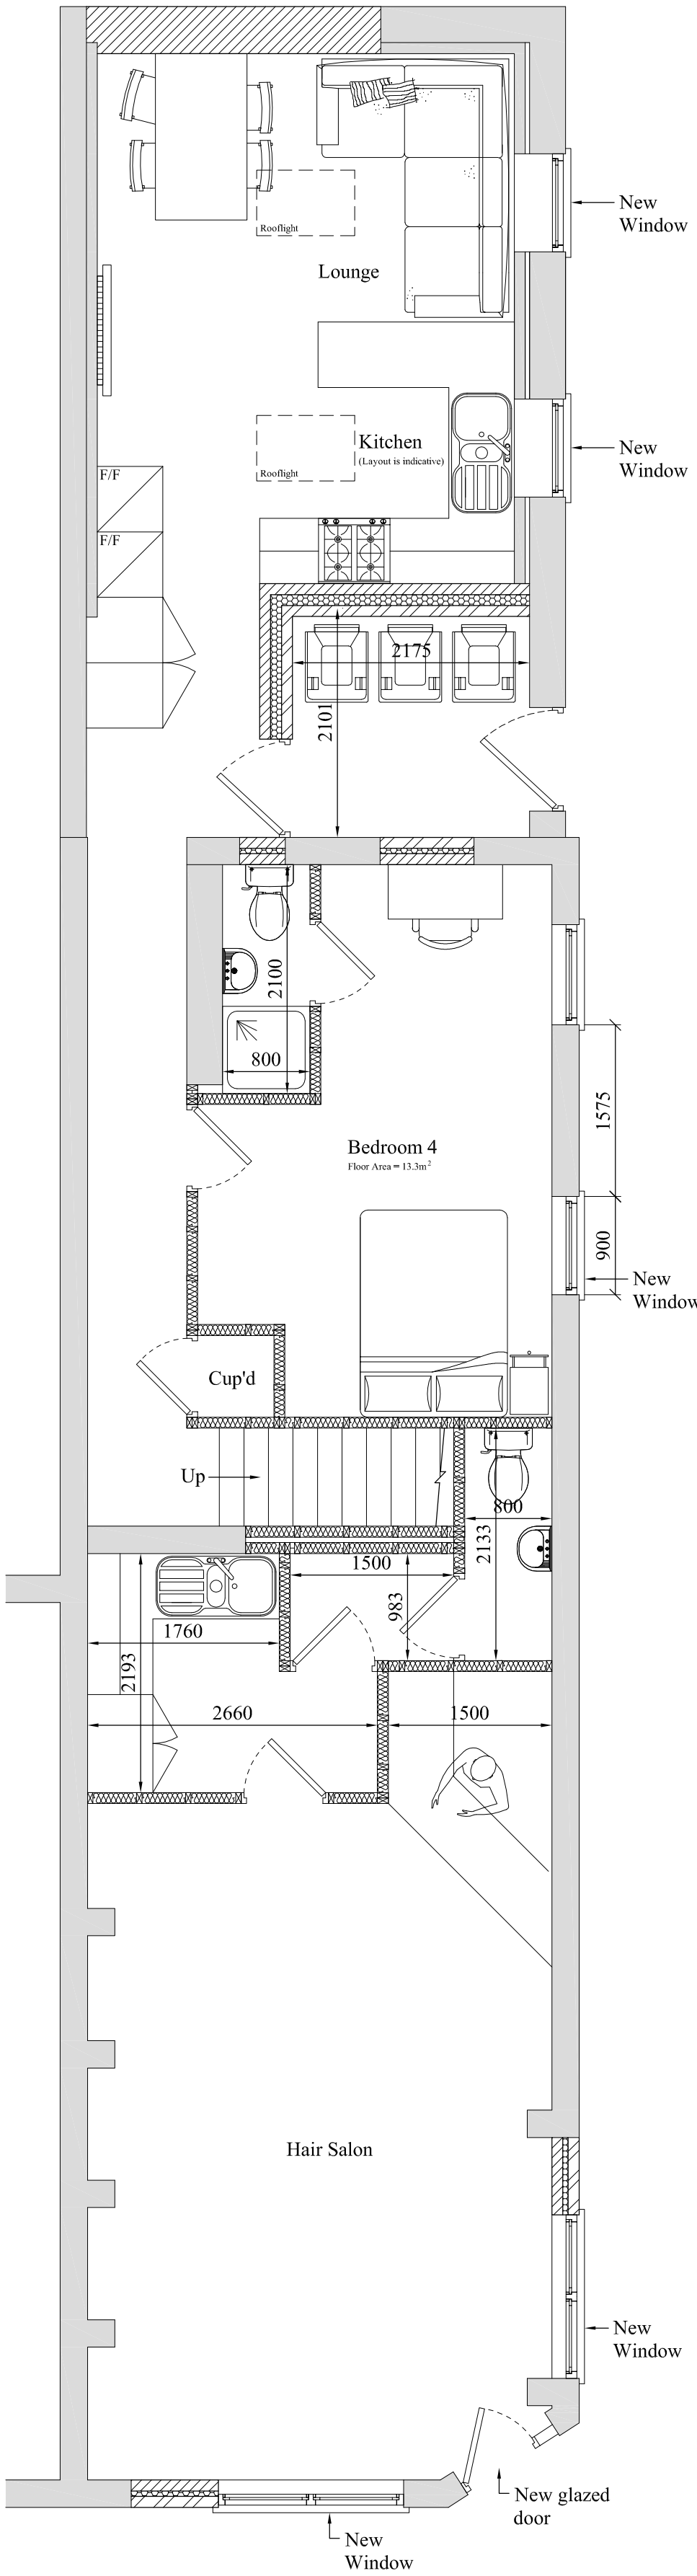 New
Window
Rooflight
Lounge
Kitchen
(Layout is indicative)
New
Window
Rooflight
F/F
F/F
2175
2101
2100
800
1575
Bedroom 4
Floor Area = 13.3m²
900
New
Window
Cup'd
Up
800
2133
1500
983
1760
2193
2660
1500
Hair Salon
New
Window
New glazed
door
New
Window